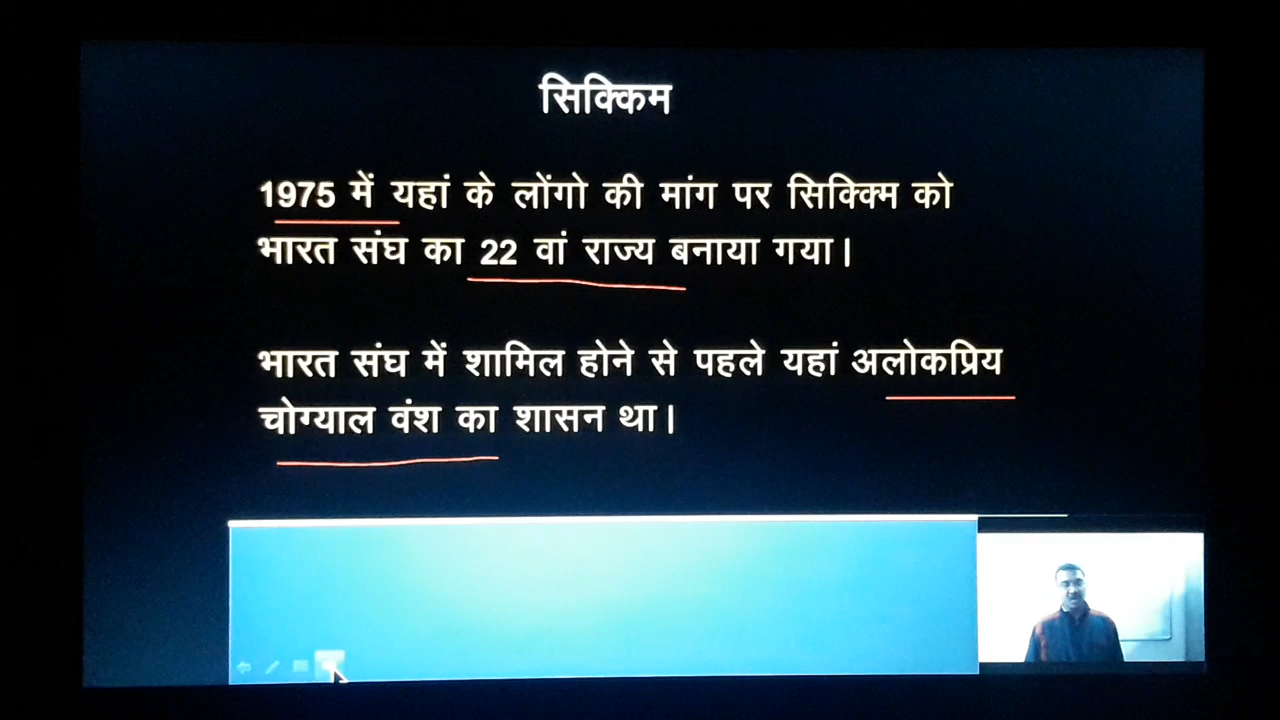 सिक्किम
1975 में यहां के लोंगो की मांग पर सिक्किम को
भारत संघ का 22 वां राज्य बनाया गया।
भारत संघ में शामिल होने से पहले यहां अलोकप्रिय
चोग्याल वंश का शासन था।